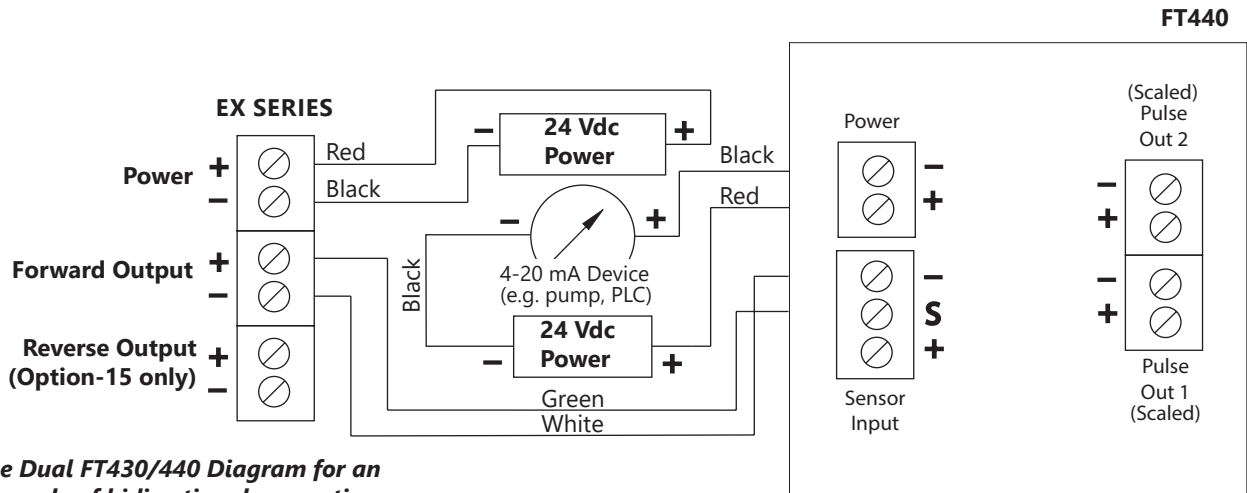 FT440
EX SERIES
Power + −
Forward Output + −
Reverse Output + −
(Option-15 only)
Red
Black
− 24 Vdc +
Power
Black
Red
− +
Black
4-20 mA Device
(e.g. pump, PLC)
− 24 Vdc +
Power
Green
White
Power
−
+
−
S
+
Sensor
Input
(Scaled)
Pulse
Out 2
−
+
−
+
Pulse
Out 1
(Scaled)
e Dual FT430/440 Diagram for an